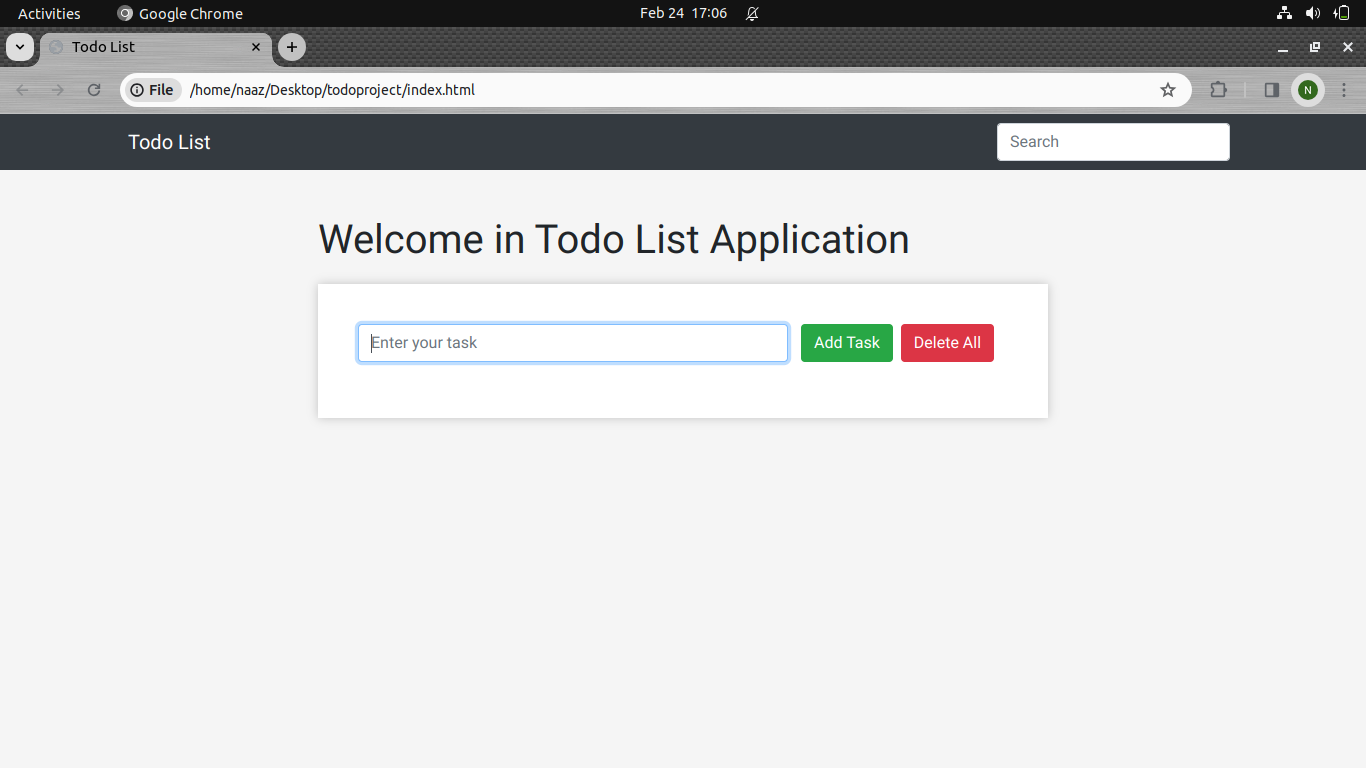 Activities Google Chrome Feb 24 17:06
Todo List
File /home/naaz/Desktop/todoproject/index.html N
Todo List Search
Welcome in Todo List Application
Enter your task Add Task Delete All